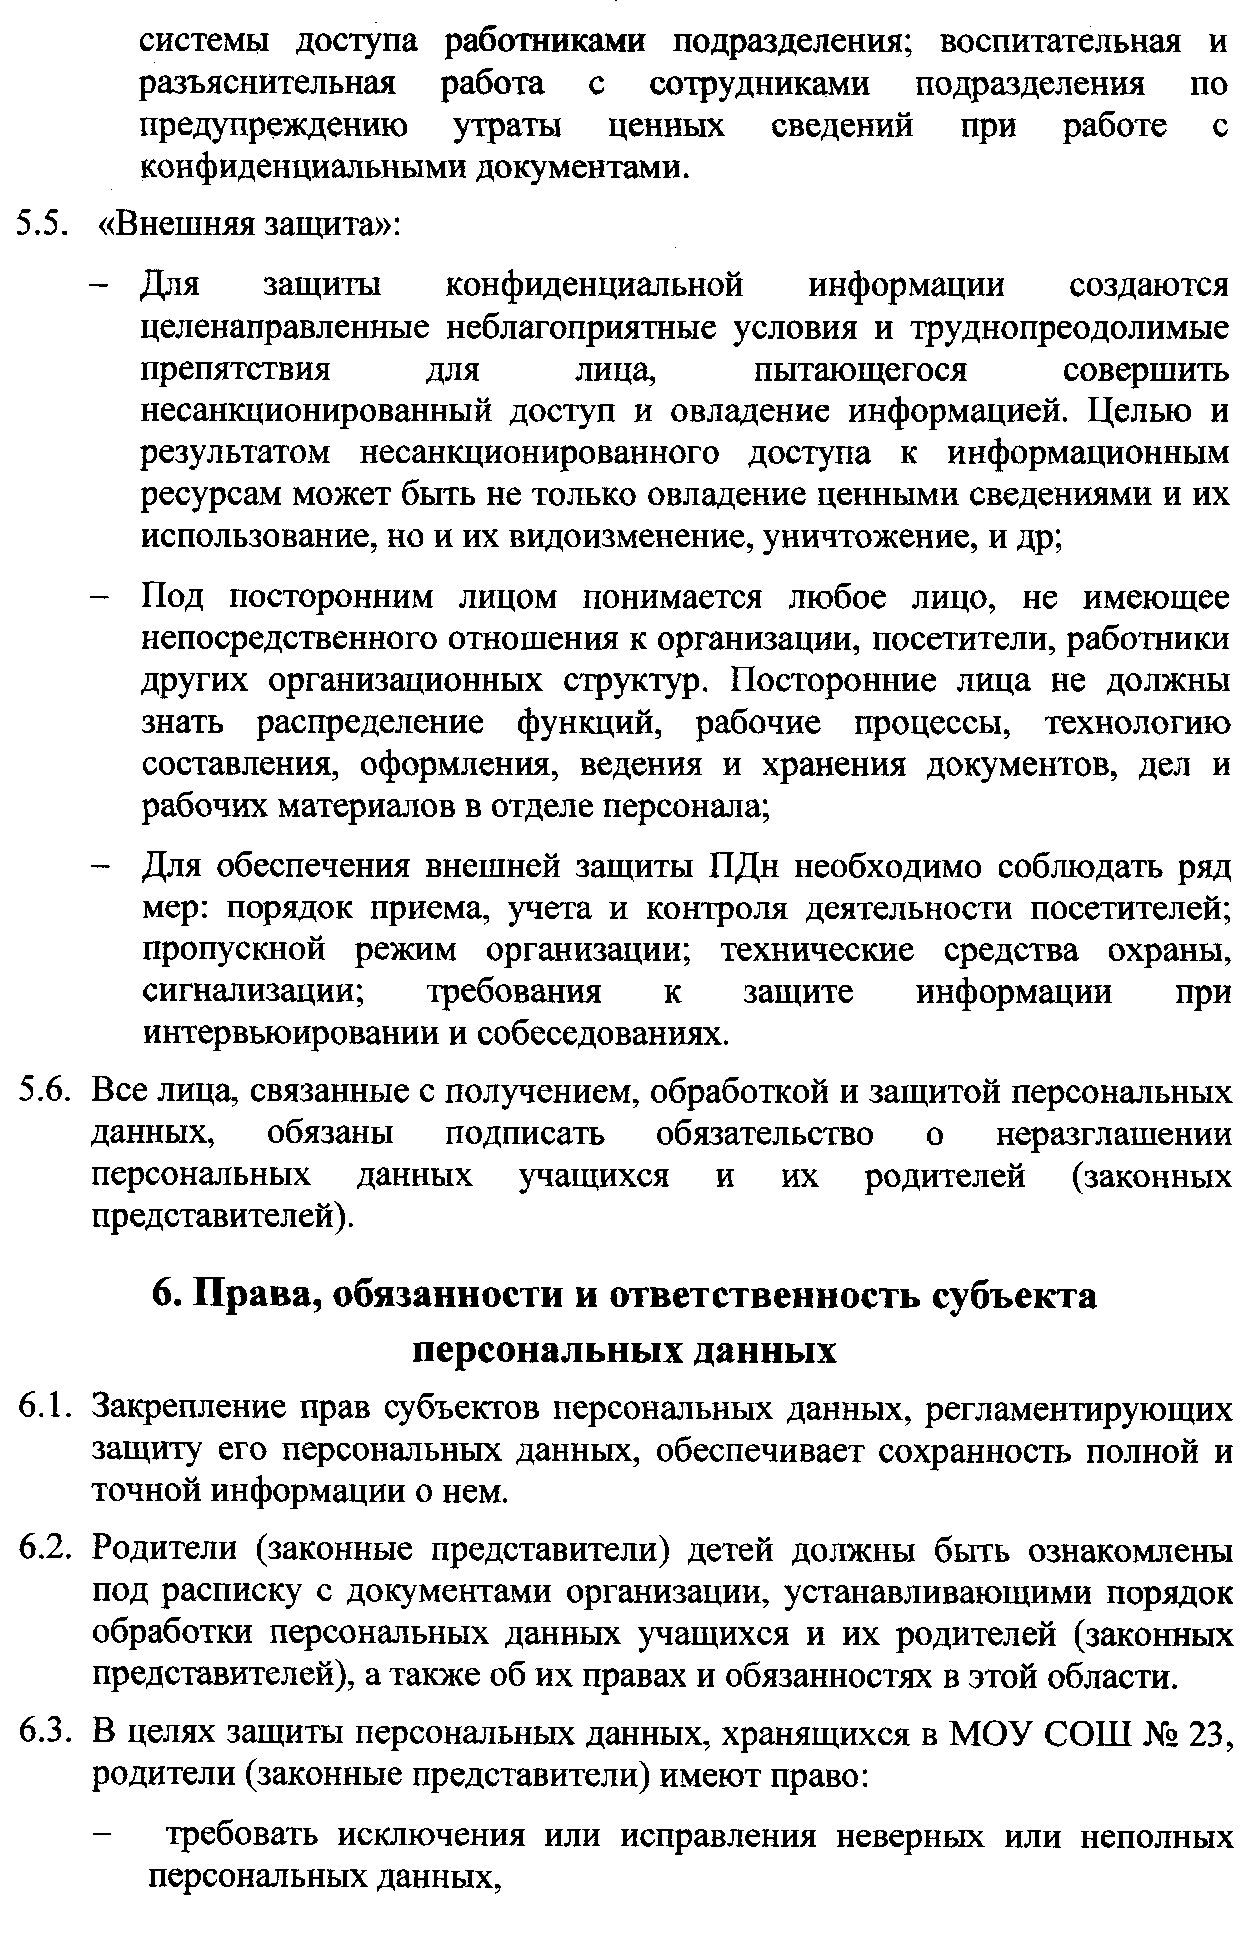 системы доступа работниками подразделения; воспитательная и
разъяснительная работа с сотрудниками подразделения по
предупреждению утраты ценных сведений при работе с
конфиденциальными документами.
5.5. «Внешняя защита»:
– Для защиты конфиденциальной информации создаются
целенаправленные неблагоприятные условия и труднопреодолимые
препятствия для лица, пытающегося совершить
несанкционированный доступ и овладение информацией. Целью и
результатом несанкционированного доступа к информационным
ресурсам может быть не только овладение ценными сведениями и их
использование, но и их видоизменение, уничтожение, и др;
– Под посторонним лицом понимается любое лицо, не имеющее
непосредственного отношения к организации, посетители, работники
других организационных структур. Посторонние лица не должны
знать распределение функций, рабочие процессы, технологию
составления, оформления, ведения и хранения документов, дел и
рабочих материалов в отделе персонала;
– Для обеспечения внешней защиты ПДн необходимо соблюдать ряд
мер: порядок приема, учета и контроля деятельности посетителей;
пропускной режим организации; технические средства охраны,
сигнализации; требования к защите информации при
интервьюировании и собеседованиях.
5.6. Все лица, связанные с получением, обработкой и защитой персональных
данных, обязаны подписать обязательство о неразглашении
персональных данных учащихся и их родителей (законных
представителей).
6. Права, обязанности и ответственность субъекта
персональных данных
6.1. Закрепление прав субъектов персональных данных, регламентирующих
защиту его персональных данных, обеспечивает сохранность полной и
точной информации о нем.
6.2. Родители (законные представители) детей должны быть ознакомлены
под расписку с документами организации, устанавливающими порядок
обработки персональных данных учащихся и их родителей (законных
представителей), а также об их правах и обязанностях в этой области.
6.3. В целях защиты персональных данных, хранящихся в МОУ СОШ № 23,
родители (законные представители) имеют право:
– требовать исключения или исправления неверных или неполных
персональных данных,